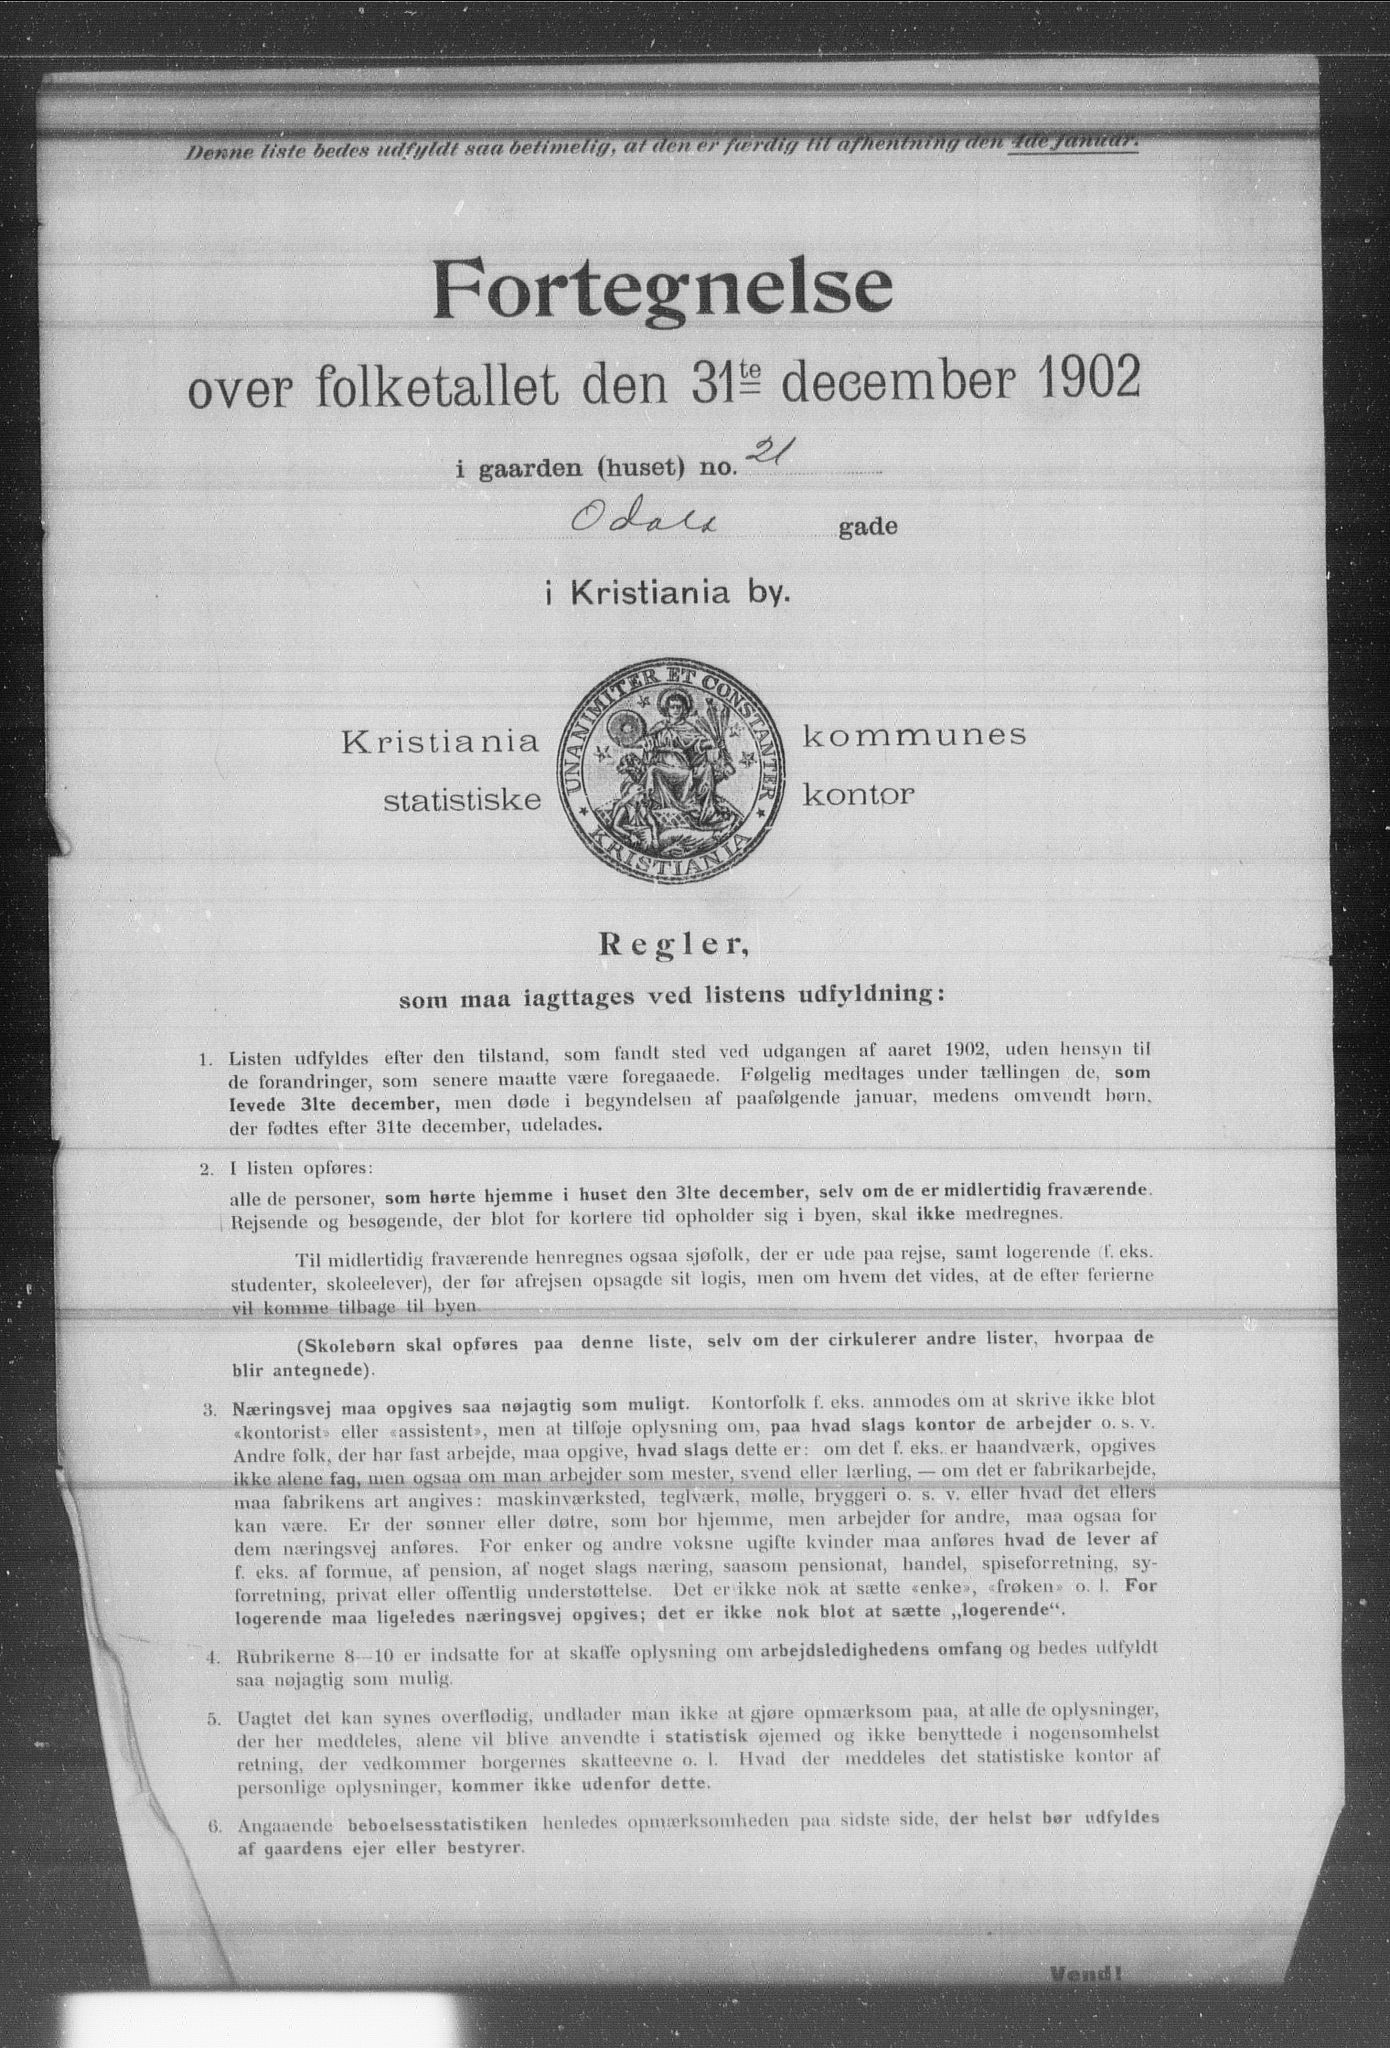 Denne liste bedes udfyldt saa betimelig, at den er færdig til afhentning den 4de januar.
Fortegnelse
over folketallet den 31te december 1902
i gaarden (huset) no. 21
Odals gade
i Kristiania by.
UNANIMITER ET CONSTANTER
KRISTIANIA
Kristiania kommunes
statistiske kontor
Regler,
som maa iagttages ved listens udfyldning:
1. Listen udfyldes efter den tilstand, som fandt sted ved udgangen af aaret 1902, uden hensyn til
de forandringer, som senere maatte være foregaaede. Følgelig medtages under tællingen de, som
levede 31te december, men døde i begyndelsen af paafølgende januar, medens omvendt børn,
der fødtes efter 31te december, udelades.
2. I listen opføres:
alle de personer, som hørte hjemme i huset den 31te december, selv om de er midlertidig fraværende.
Rejsende og besøgende, der blot for kortere tid opholder sig i byen, skal ikke medregnes.
Til midlertidig fraværende henregnes ogsaa sjøfolk, der er ude paa rejse, samt logerende (f. eks.
studenter, skoleelever), der før afrejsen opsagde sit logis, men om hvem det vides, at de efter ferierne
vil komme tilbage til byen.
(Skolebørn skal opføres paa denne liste, selv om der cirkulerer andre lister, hvorpaa de
blir antegnede).
3. Næringsvej maa opgives saa nøjagtig som muligt. Kontorfolk f. eks. anmodes om at skrive ikke blot
«kontorist» eller «assistent», men at tilføje oplysning om, paa hvad slags kontor de arbejder o. s. v.
Andre folk, der har fast arbejde, maa opgive, hvad slags dette er: om det f. eks. er haandværk, opgives
ikke alene fag, men ogsaa om man arbejder som mester, svend eller lærling, — om det er fabrikarbejde,
maa fabrikens art angives: maskinværksted, teglværk, mølle, bryggeri o. s. v. eller hvad det ellers
kan være. Er der sønner eller døtre, som bor hjemme, men arbejder for andre, maa ogsaa for
dem næringsvej anføres. For enker og andre voksne ugifte kvinder maa anføres hvad de lever af
f. eks. af formue, af pension, af noget slags næring, saasom pensionat, handel, spiseforretning, sy-
forretning, privat eller offentlig understøttelse. Det er ikke nok at sætte «enke», «frøken» o. l. For
logerende maa ligeledes næringsvej opgives; det er ikke nok blot at sætte „logerende“.
4. Rubrikerne 8—10 er indsatte for at skaffe oplysning om arbejdsledighedens omfang og bedes udfyldt
saa nøjagtig som mulig.
5. Uagtet det kan synes overflødig, undlader man ikke at gjøre opmærksom paa, at alle de oplysninger,
der her meddeles, alene vil blive anvendte i statistisk øjemed og ikke benyttede i nogensomhelst
retning, der vedkommer borgernes skatteevne o. l. Hvad der meddeles det statistiske kontor af
personlige oplysninger, kommer ikke udenfor dette.
6. Angaaende beboelsesstatistiken henledes opmærksomheden paa sidste side, der helst bør udfyldes
af gaardens ejer eller bestyrer.
Vend!